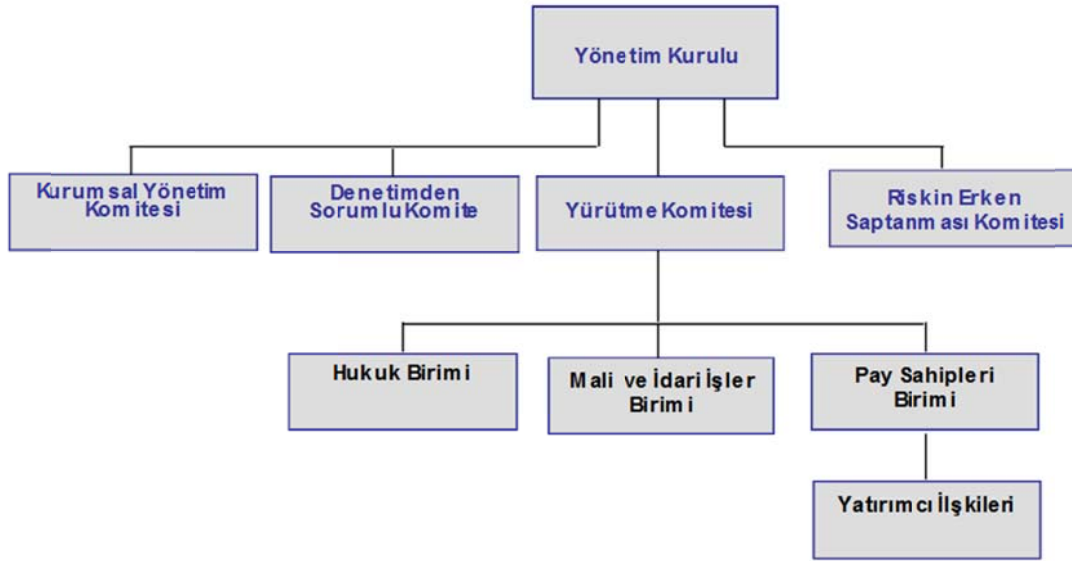 Yönetim Kurulu
Kurumsal Yönetim
Komitesi
Denetimden
Sorumlu Komite
Yürütme Komitesi
Riskin Erken
Saptanması Komitesi
Hukuk Birimi
Mali ve İdari İşler
Birimi
Pay Sahipleri
Birimi
Yatırımcı İlşkileri